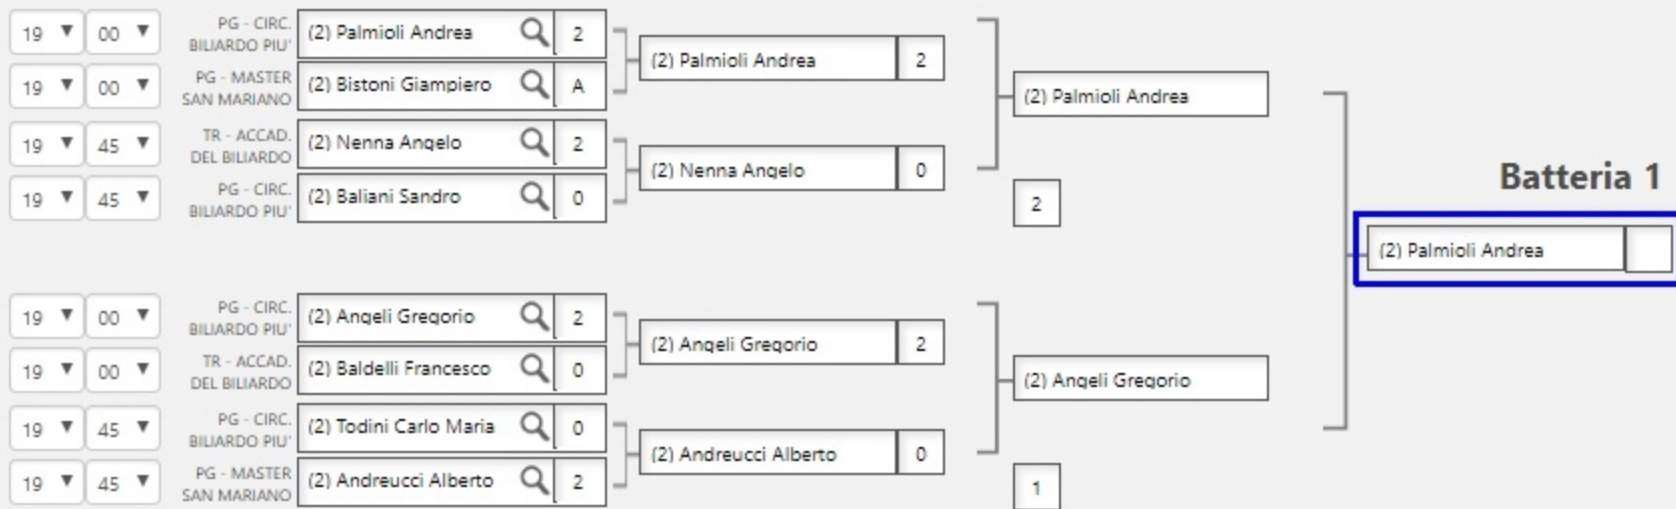 19 00 PG - CIRC. BILIARDO PIU' (2) Palmioli Andrea 2
19 00 PG - MASTER SAN MARIANO (2) Bistoni Giampiero A
(2) Palmioli Andrea 2
19 45 TR - ACCAD. DEL BILIARDO (2) Nenna Angelo 2
19 45 PG - CIRC. BILIARDO PIU' (2) Baliani Sandro 0
(2) Nenna Angelo 0
(2) Palmioli Andrea
2
19 00 PG - CIRC. BILIARDO PIU' (2) Angeli Gregorio 2
19 00 TR - ACCAD. DEL BILIARDO (2) Baldelli Francesco 0
(2) Angeli Gregorio 2
19 45 PG - CIRC. BILIARDO PIU' (2) Todini Carlo Maria 0
19 45 PG - MASTER SAN MARIANO (2) Andreucci Alberto 2
(2) Andreucci Alberto 0
(2) Angeli Gregorio
1
Batteria 1
(2) Palmioli Andrea